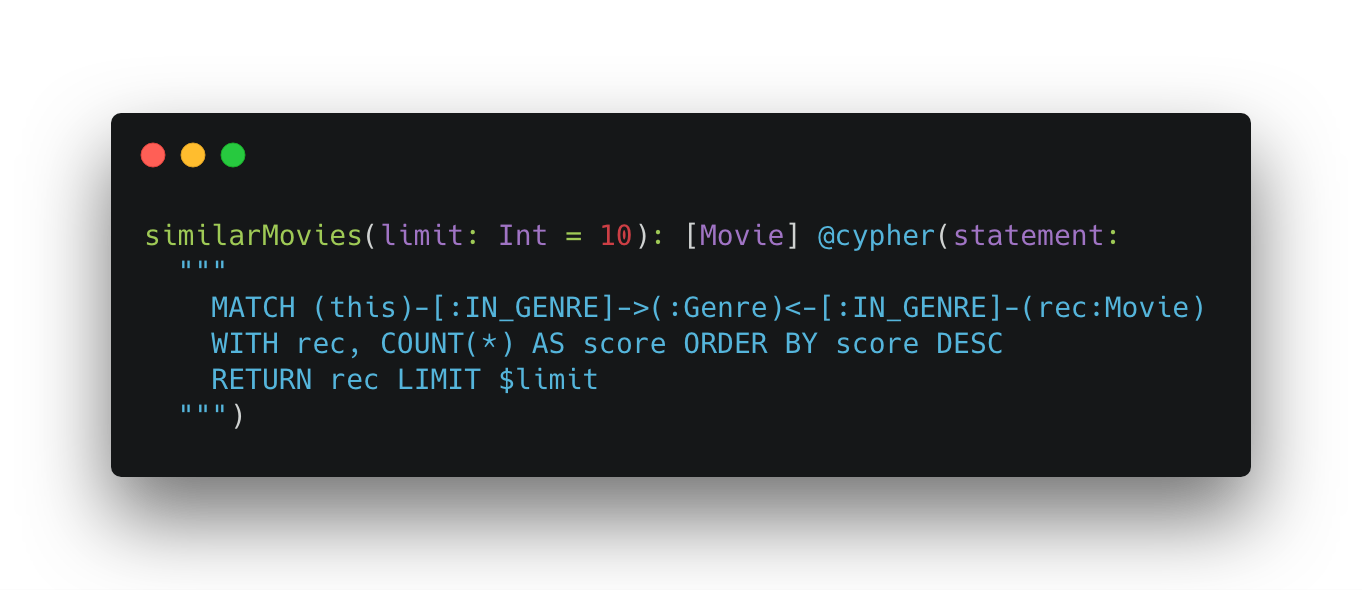 similarMovies(limit: Int = 10): [Movie] @cypher(statement:
"""
MATCH (this)-[:IN_GENRE]->(:Genre)<-[:IN_GENRE]-(rec:Movie)
WITH rec, COUNT(*) AS score ORDER BY score DESC
RETURN rec LIMIT $limit
""")